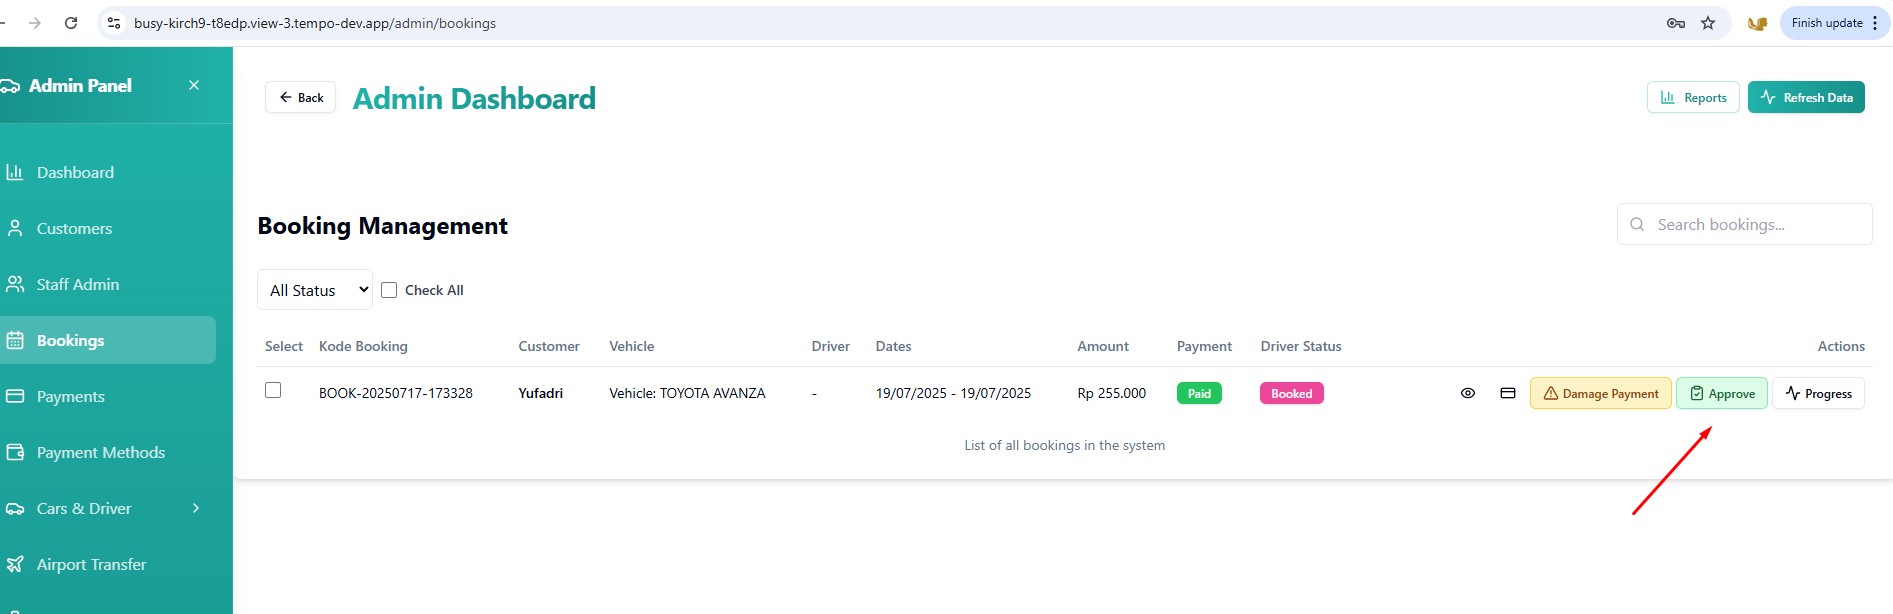 busy-kirch9-t8edp.view-3.tempo-dev.app/admin/bookings
Finish update
Admin Panel
Back
Admin Dashboard
Reports
Refresh Data
Dashboard
Customers
Staff Admin
Bookings
Payments
Payment Methods
Cars & Driver
Airport Transfer
Booking Management
Search bookings...
All Status
Check All
Select Kode Booking Customer Vehicle Driver Dates Amount Payment Driver Status Actions
BOOK-20250717-173328 Yufadri Vehicle: TOYOTA AVANZA - 19/07/2025 - 19/07/2025 Rp 255.000 Paid Booked Damage Payment Approve Progress
List of all bookings in the system